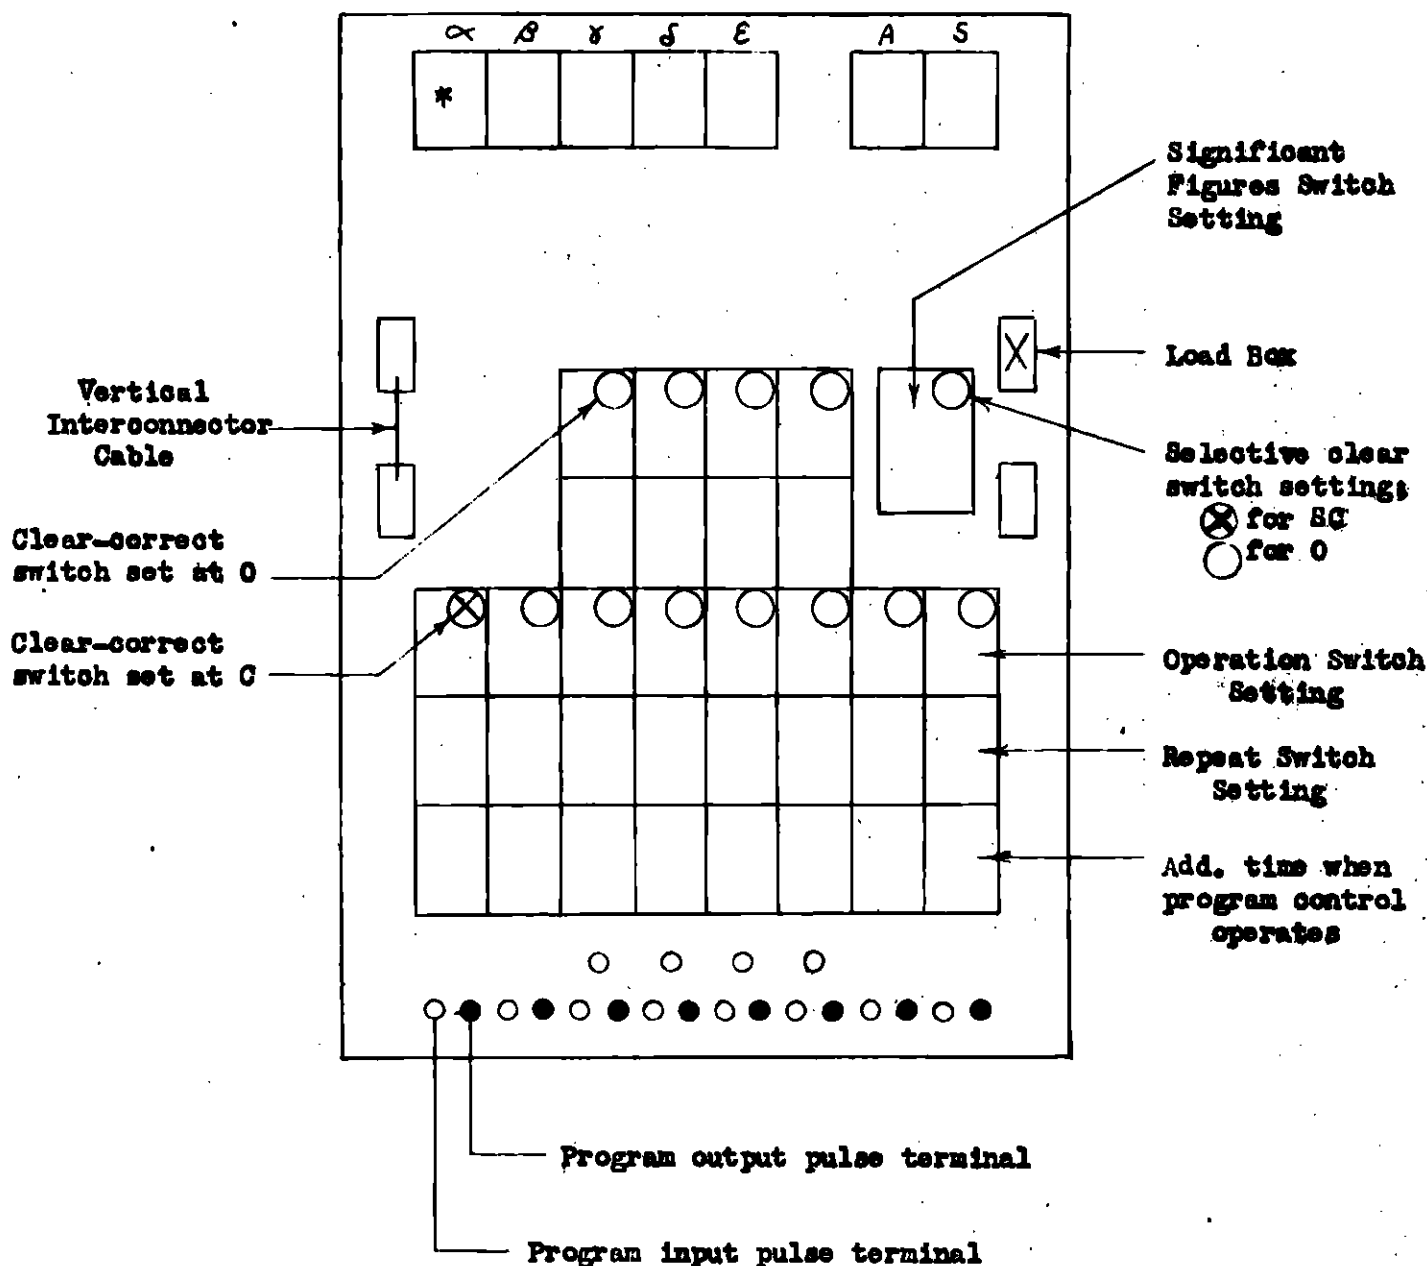 α β γ δ ε A S
*
Significant
Figures Switch
Setting
Load Box
Vertical
Interconnector
Cable
Selective clear
switch setting:
for SC
for 0
Clear-correct
switch set at 0
Clear-correct
switch set at C
Operation Switch
Setting
Repeat Switch
Setting
Add. time when
program control
operates
Program output pulse terminal
Program input pulse terminal